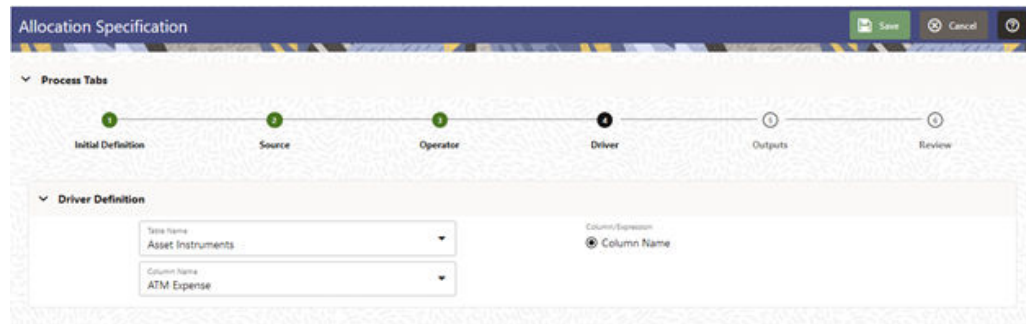 Allocation Specification
Save
Cancel
Process Tabs
1
2
3
4
5
6
Initial Definition
Source
Operator
Driver
Outputs
Review
Driver Definition
Table Name
Asset Instruments
Column/Expression
Column Name
Column Name
ATM Expense